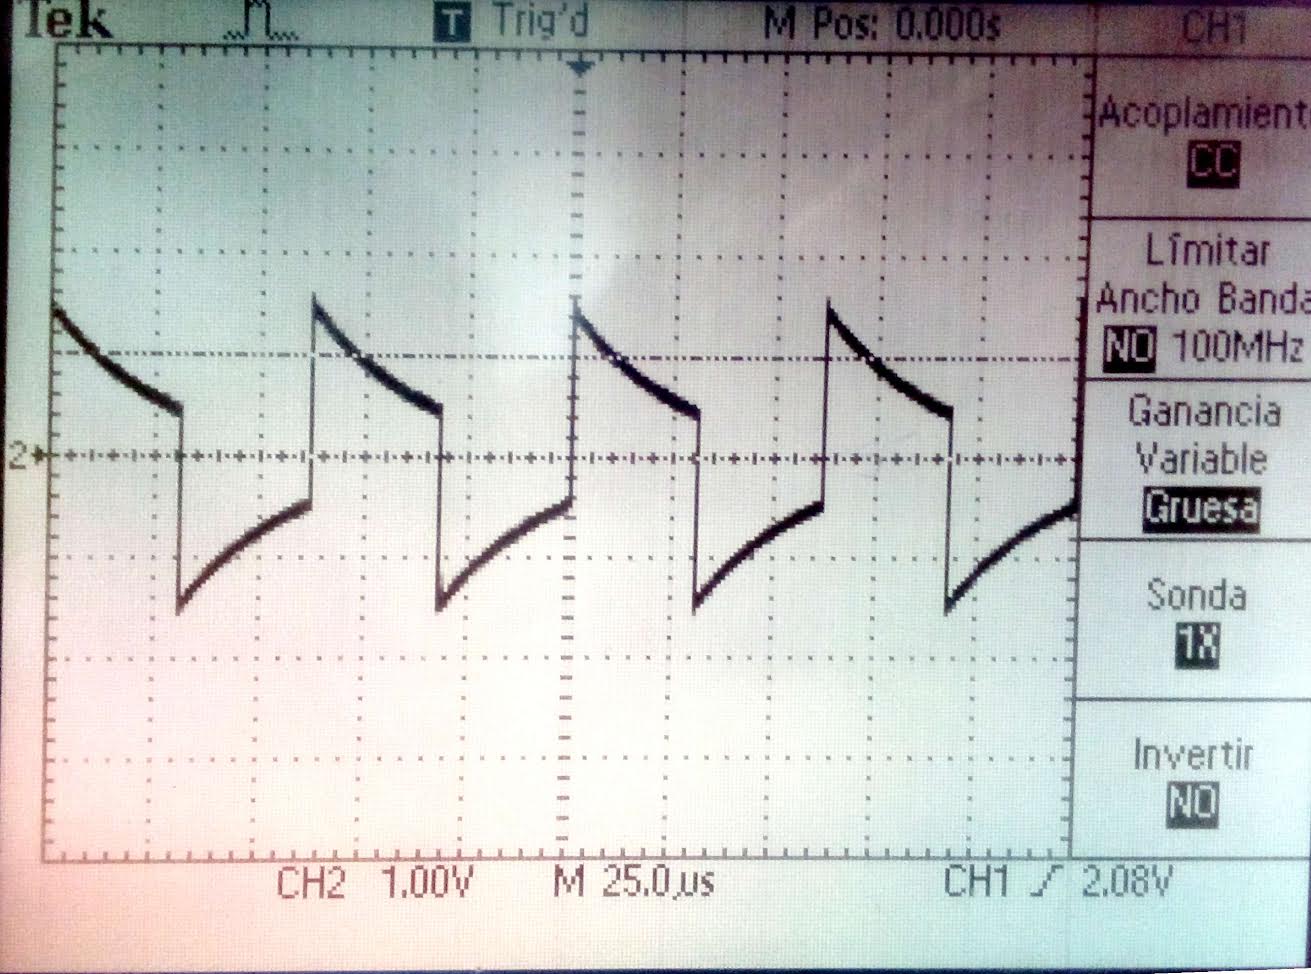 Tek T Trig'd M Pos: 0.000s CH1
Acoplamient
CC
Límitar
Ancho Banda
NO 100MHz
Ganancia
Variable
Gruesa
Sonda
1X
Invertir
NO
2
CH2 1.00V M 25.0µs CH1 2.08V